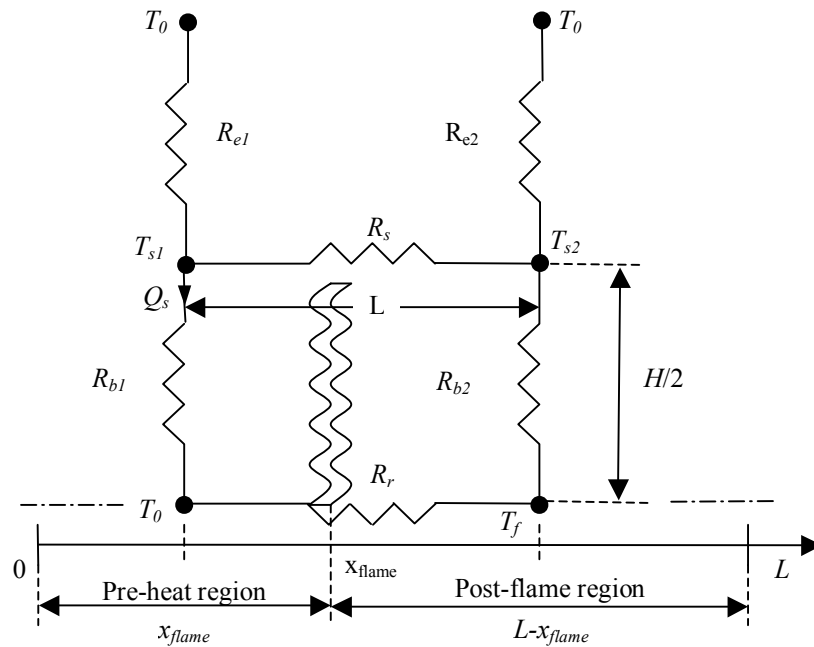 T0 T0
Re1 Re2
Rs
Ts1 Ts2
Qs L
Rb1 Rb2 H/2
Rr
T0 Tf
0 xflame L
Pre-heat region Post-flame region
xflame L-xflame